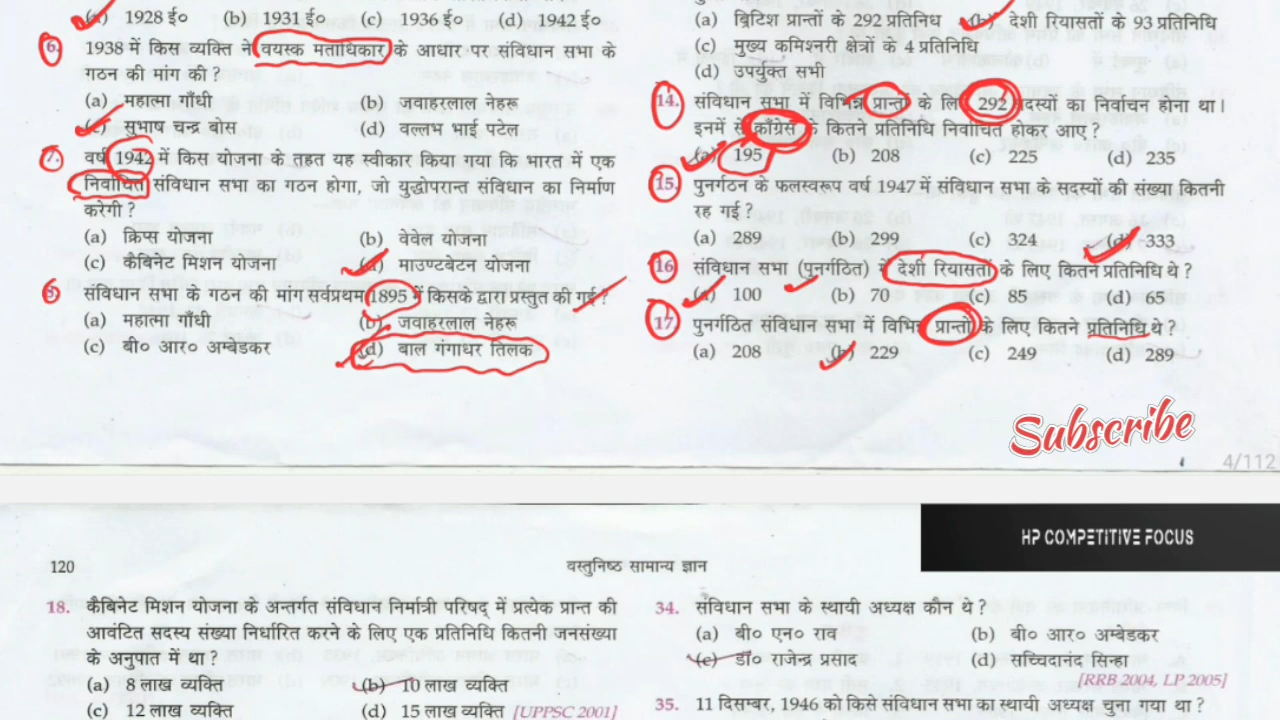 (a) 1928 ई० (b) 1931 ई० (c) 1936 ई० (d) 1942 ई०
6. 1938 में किस व्यक्ति ने वयस्क मताधिकार के आधार पर संविधान सभा के
गठन की मांग की ?
(a) महात्मा गाँधी (b) जवाहरलाल नेहरू
(c) सुभाष चन्द्र बोस (d) वल्लभ भाई पटेल
7. वर्ष 1942 में किस योजना के तहत यह स्वीकार किया गया कि भारत में एक
निर्वाचित संविधान सभा का गठन होगा, जो युद्धोपरान्त संविधान का निर्माण
करेगी ?
(a) क्रिप्स योजना (b) वेवेल योजना
(c) कैबिनेट मिशन योजना (d) माउण्टबेटन योजना
8. संविधान सभा के गठन की मांग सर्वप्रथम 1895 में किसके द्वारा प्रस्तुत की गई ?
(a) महात्मा गाँधी (b) जवाहरलाल नेहरू
(c) बी० आर० अम्बेडकर (d) बाल गंगाधर तिलक
(a) ब्रिटिश प्रान्तों के 292 प्रतिनिध (b) देशी रियासतों के 93 प्रतिनिधि
(c) मुख्य कमिश्नरी क्षेत्रों के 4 प्रतिनिधि
(d) उपर्युक्त सभी
14. संविधान सभा में विभिन्न प्रान्तों के लिए 292 सदस्यों का निर्वाचन होना था।
इनमें से काँग्रेस के कितने प्रतिनिधि निर्वाचित होकर आए ?
(a) 195 (b) 208 (c) 225 (d) 235
15. पुनर्गठन के फलस्वरूप वर्ष 1947 में संविधान सभा के सदस्यों की संख्या कितनी
रह गई ?
(a) 289 (b) 299 (c) 324 (d) 333
16. संविधान सभा (पुनर्गठित) में देशी रियासतों के लिए कितने प्रतिनिधि थे ?
(a) 100 (b) 70 (c) 85 (d) 65
17. पुनर्गठित संविधान सभा में विभिन्न प्रान्तों के लिए कितने प्रतिनिधि थे ?
(a) 208 (b) 229 (c) 249 (d) 289
Subscribe
4/112
HP COMPETITIVE FOCUS
120 वस्तुनिष्ठ सामान्य ज्ञान
18. कैबिनेट मिशन योजना के अन्तर्गत संविधान निर्मात्री परिषद् में प्रत्येक प्रान्त की
आवंटित सदस्य संख्या निर्धारित करने के लिए एक प्रतिनिधि कितनी जनसंख्या
के अनुपात में था ?
(a) 8 लाख व्यक्ति (b) 10 लाख व्यक्ति
(c) 12 लाख व्यक्ति (d) 15 लाख व्यक्ति [UPPSC 2001]
34. संविधान सभा के स्थायी अध्यक्ष कौन थे ?
(a) बी० एन० राव (b) बी० आर० अम्बेडकर
(c) डॉ० राजेन्द्र प्रसाद (d) सच्चिदानंद सिन्हा
[RRB 2004, LP 2005]
35. 11 दिसम्बर, 1946 को किसे संविधान सभा का स्थायी अध्यक्ष चुना गया था ?